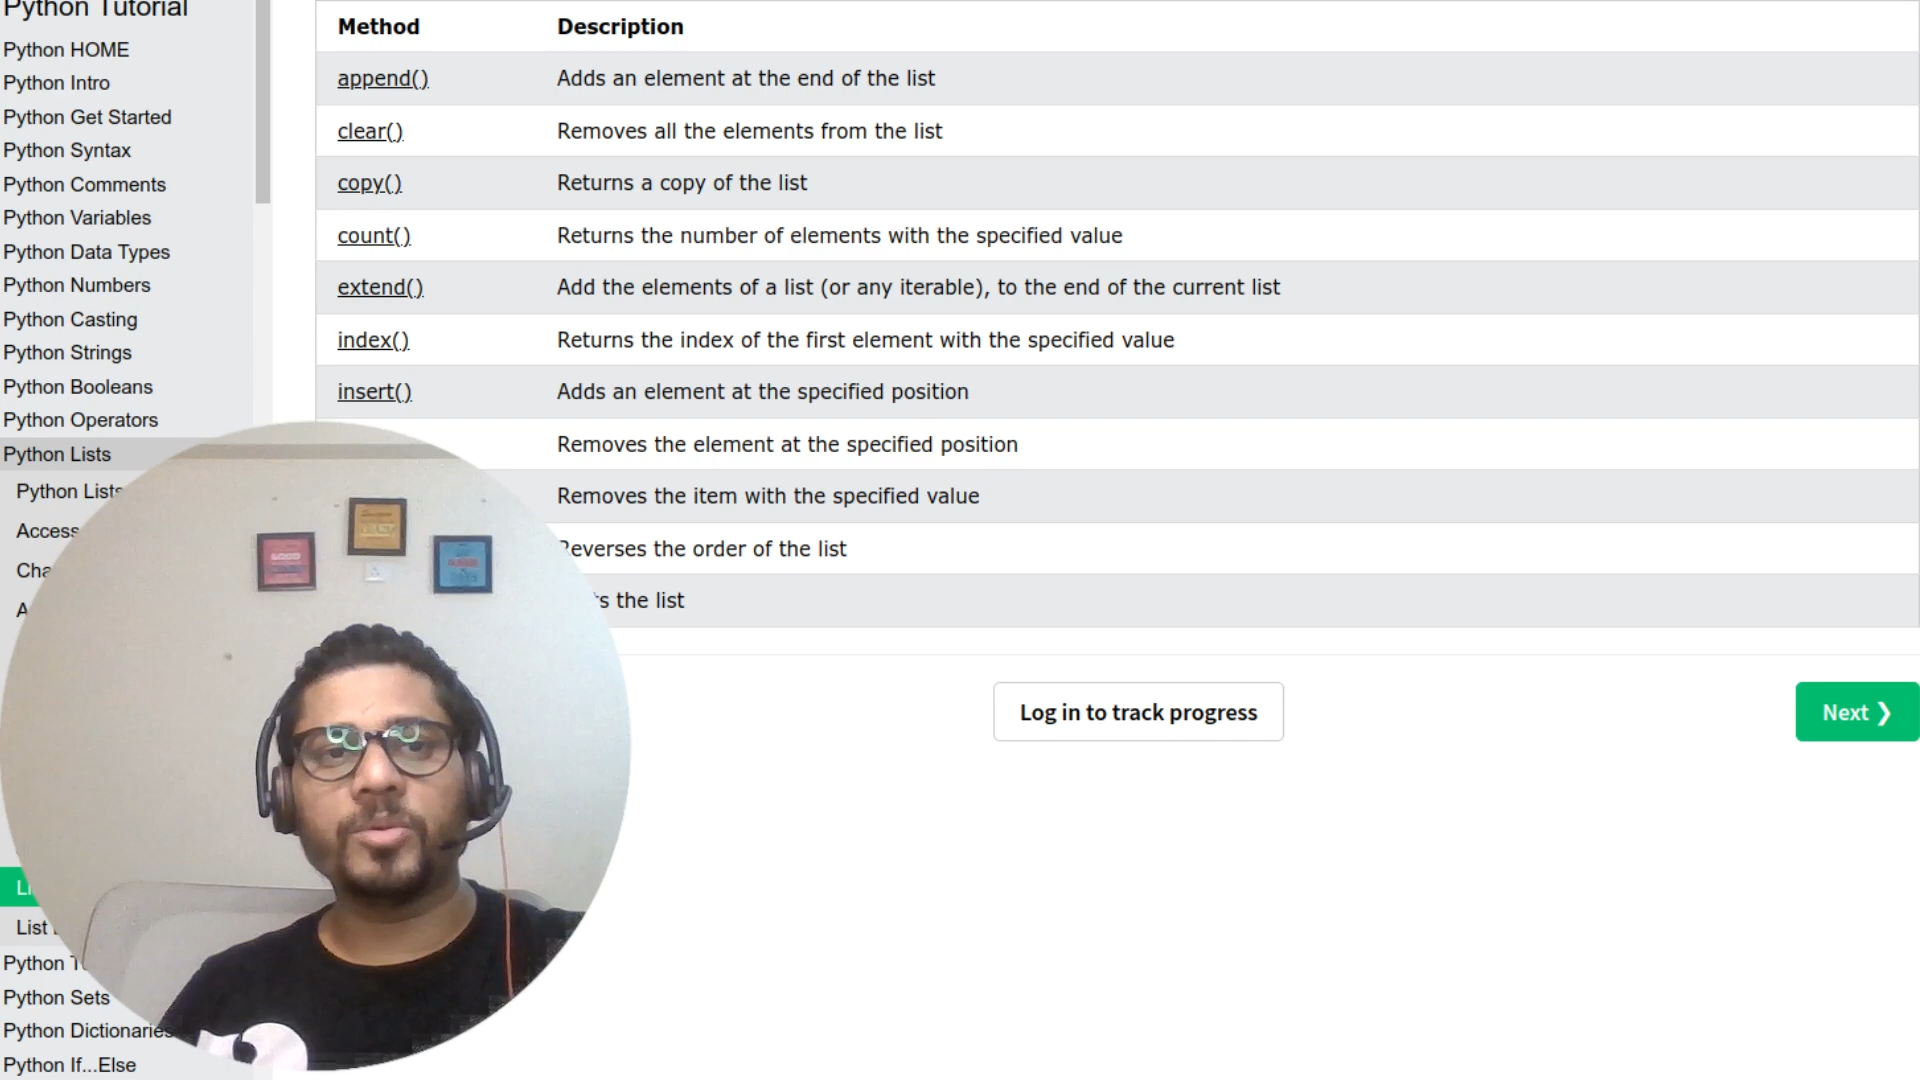 Python Tutorial
Python HOME
Python Intro
Python Get Started
Python Syntax
Python Comments
Python Variables
Python Data Types
Python Numbers
Python Casting
Python Strings
Python Booleans
Python Operators
Python Lists
Python Lists
Access
List
Python
Python Sets
Python Dictionaries
Python If...Else
Method Description
append() Adds an element at the end of the list
clear() Removes all the elements from the list
copy() Returns a copy of the list
count() Returns the number of elements with the specified value
extend() Add the elements of a list (or any iterable), to the end of the current list
index() Returns the index of the first element with the specified value
insert() Adds an element at the specified position
Removes the element at the specified position
Removes the item with the specified value
Reverses the order of the list
the list
Log in to track progress
Next ❯